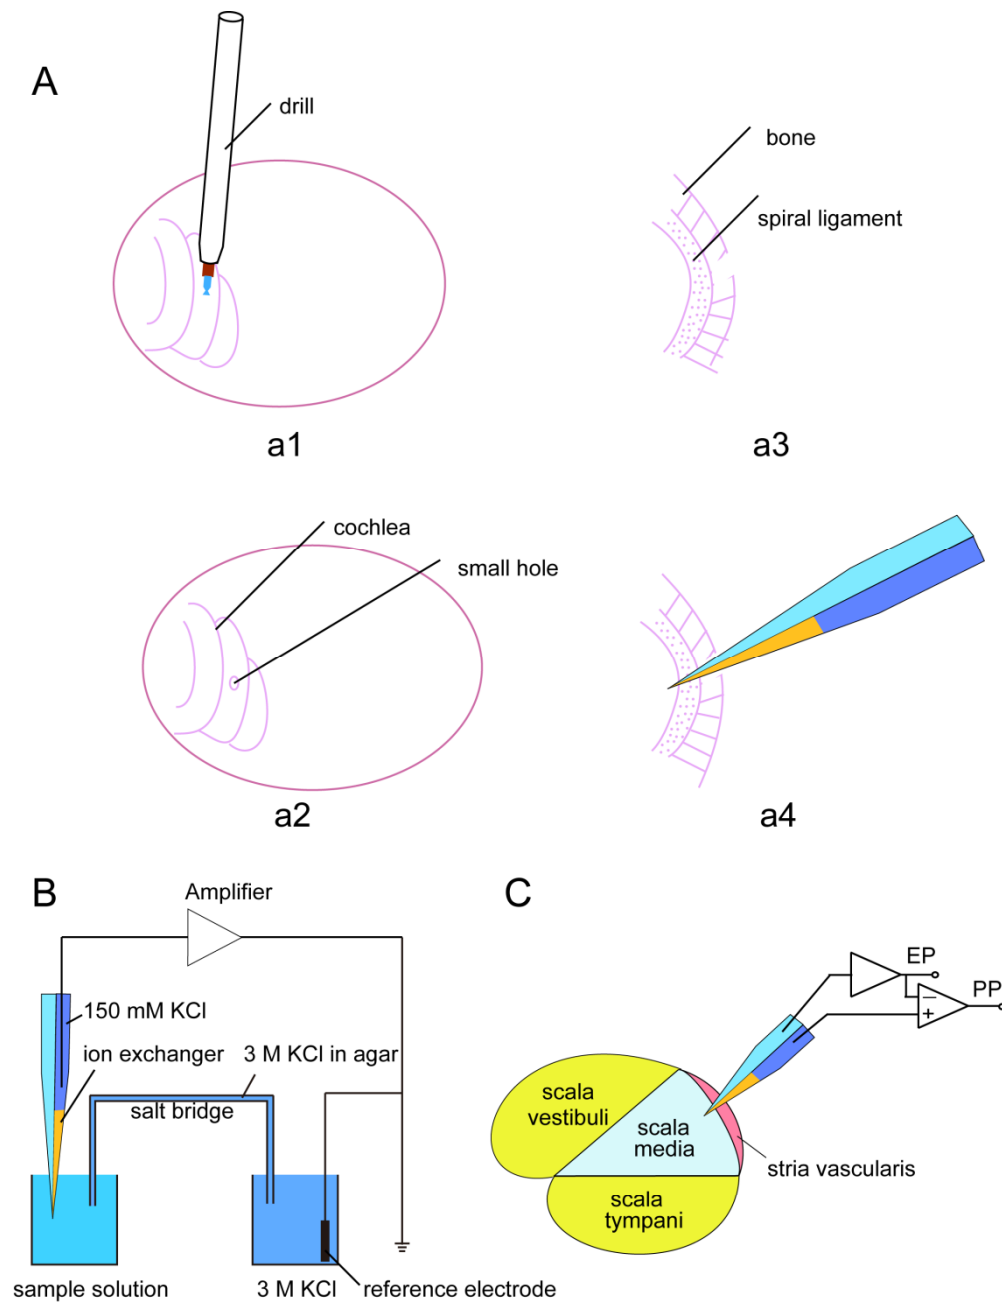 A
drill
bone
spiral ligament
a1
a3
cochlea
small hole
a2
a4
B
Amplifier
150 mM KCl
ion exchanger
3 M KCl in agar
salt bridge
sample solution
3 M KCl
reference electrode
C
EP
PP
−
+
scala
vestibuli
scala
media
stria vascularis
scala
tympani